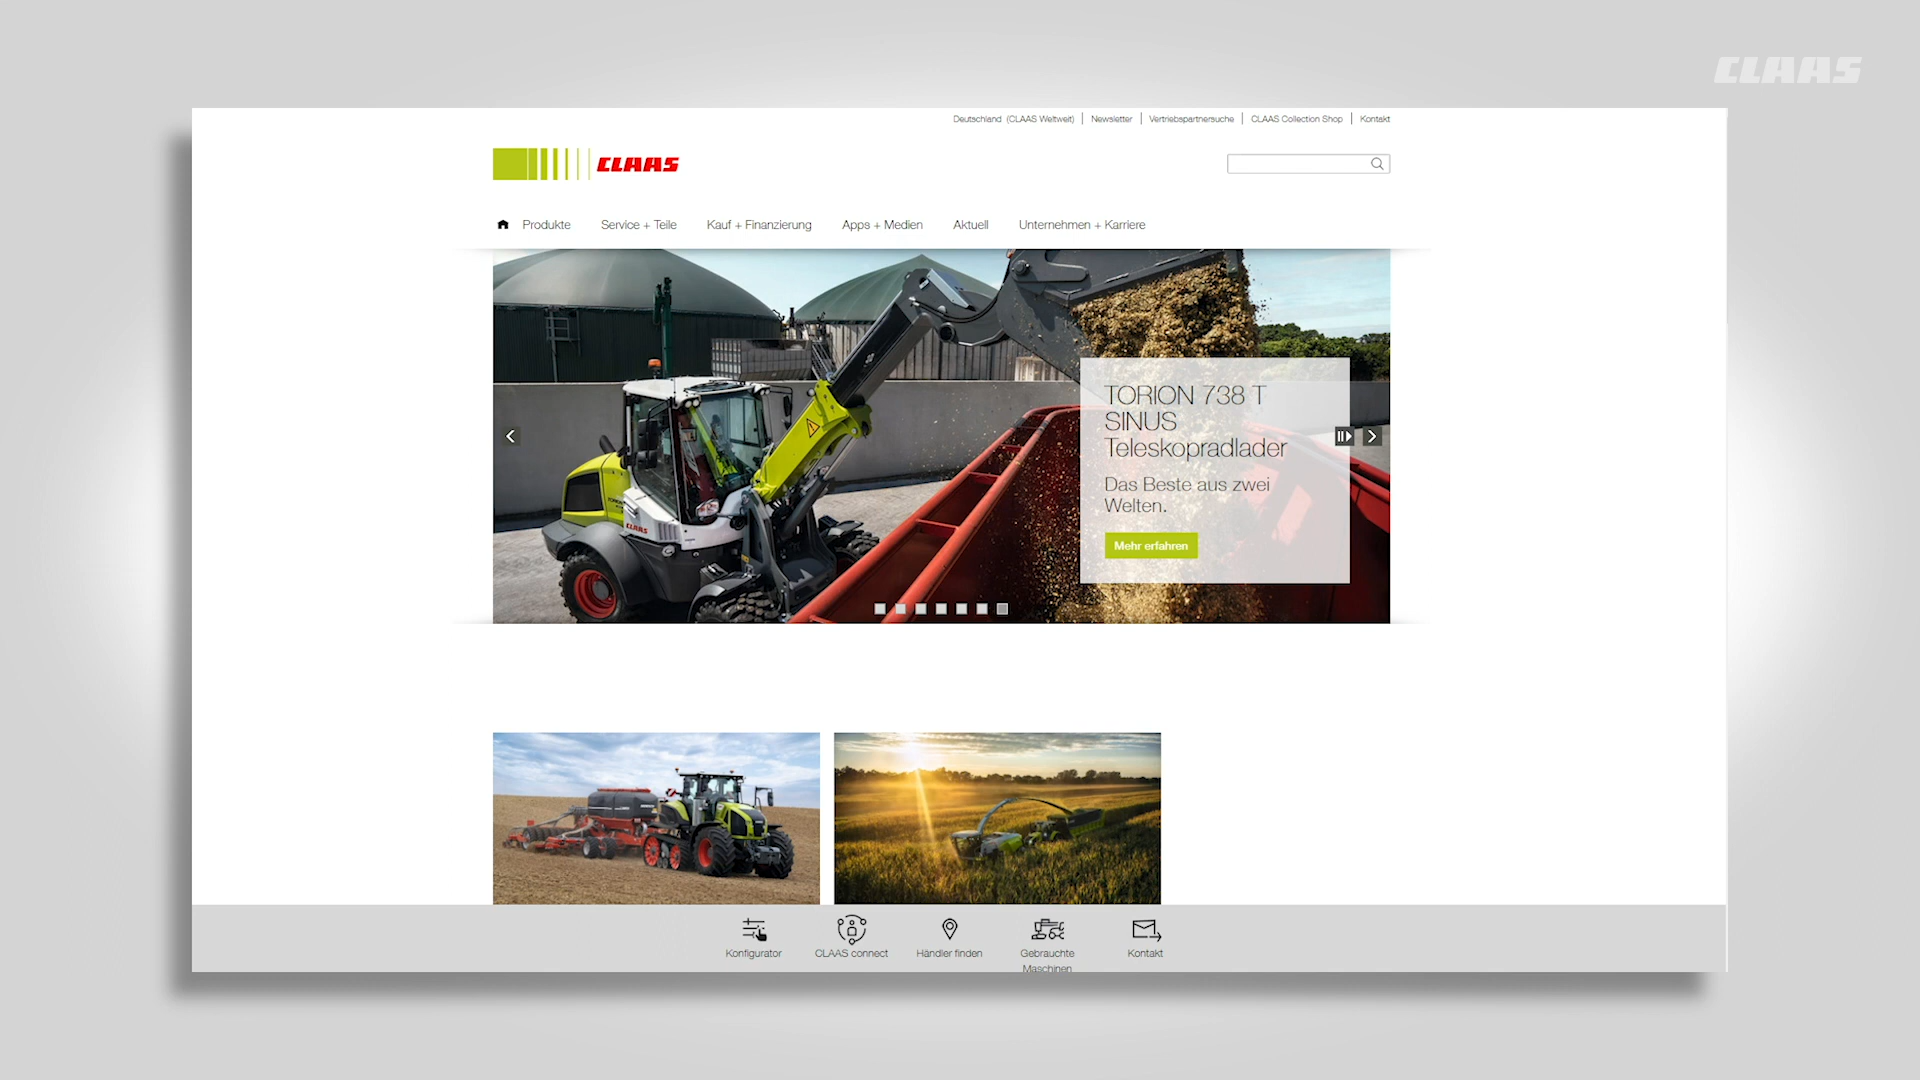 CLAAS
Deutschland (CLAAS Weltweit) | Newsletter | Vertriebspartnersuche | CLAAS Collection Shop | Kontakt
CLAAS
Produkte Service + Teile Kauf + Finanzierung Apps + Medien Aktuell Unternehmen + Karriere
TORION 738 T
SINUS
Teleskopradlader
Das Beste aus zwei
Welten.
Mehr erfahren
CLAAS
Konfigurator CLAAS connect Händler finden Gebrauchte Kontakt
Maschinen